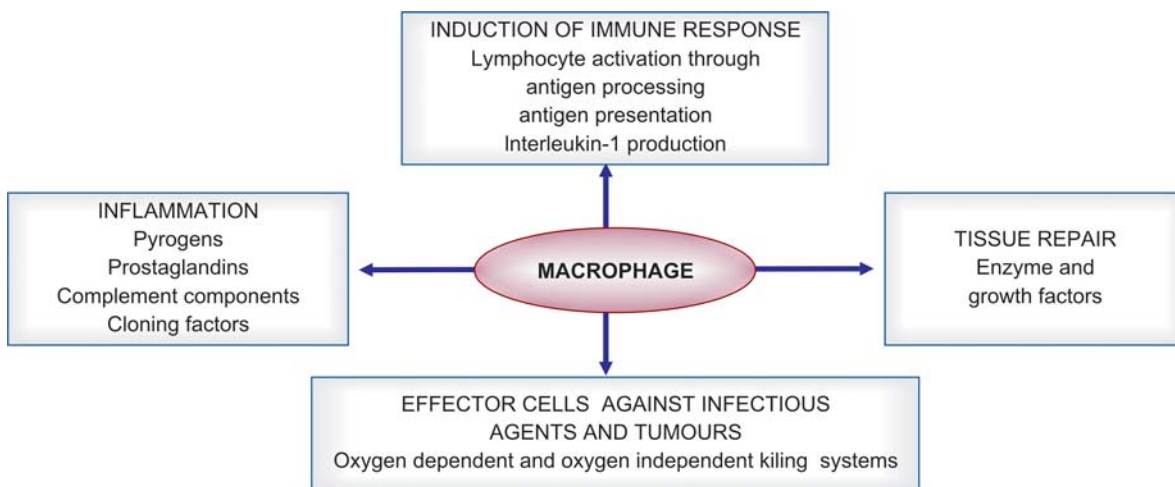 INDUCTION OF IMMUNE RESPONSE
Lymphocyte activation through
antigen processing
antigen presentation
Interleukin-1 production
INFLAMMATION
Pyrogens
Prostaglandins
Complement components
Cloning factors
MACROPHAGE
TISSUE REPAIR
Enzyme and
growth factors
EFFECTOR CELLS AGAINST INFECTIOUS
AGENTS AND TUMOURS
Oxygen dependent and oxygen independent kiling systems